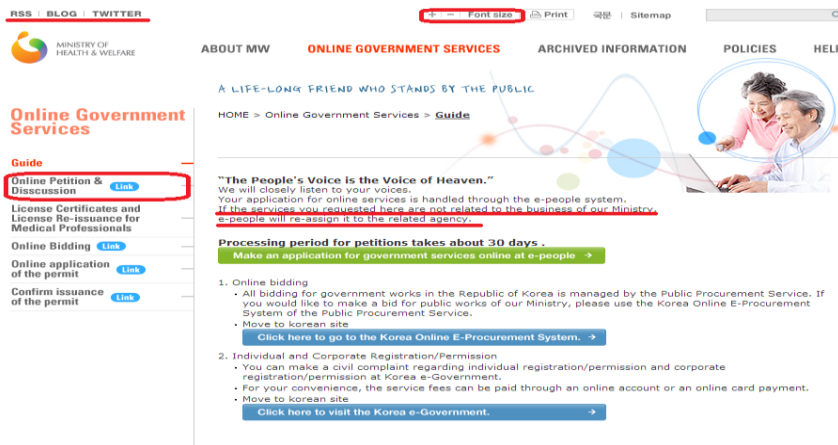 RSS | BLOG | TWITTER
+ − Font size Print 국문 | Sitemap
MINISTRY OF
HEALTH & WELFARE
ABOUT MW ONLINE GOVERNMENT SERVICES ARCHIVED INFORMATION POLICIES HEL
A LIFE-LONG FRIEND WHO STANDS BY THE PUBLIC
HOME > Online Government Services > Guide
Online Government
Services
Guide
Online Petition &
Disscussion Link
License Certificates and
License Re-issuance for
Medical Professionals
Online Bidding Link
Online application
of the permit Link
Confirm issuance
of the permit Link
"The People's Voice is the Voice of Heaven."
We will closely listen to your voices.
Your application for online services is handled through the e-people system.
If the services you requested here are not related to the business of our Ministry,
e-people will re-assign it to the related agency.
Processing period for petitions takes about 30 days .
Make an application for government services online at e-people →
1. Online bidding
• All bidding for government works in the Republic of Korea is managed by the Public Procurement Service. If
you would like to make a bid for public works of our Ministry, please use the Korea Online E-Procurement
System of the Public Procurement Service.
• Move to korean site
Click here to go to the Korea Online E-Procurement System. →
2. Individual and Corporate Registration/Permission
• You can make a civil complaint regarding individual registration/permission and corporate
registration/permission at Korea e-Government.
• For your convenience, the service fees can be paid through an online account or an online card payment.
• Move to korean site
Click here to visit the Korea e-Government. →